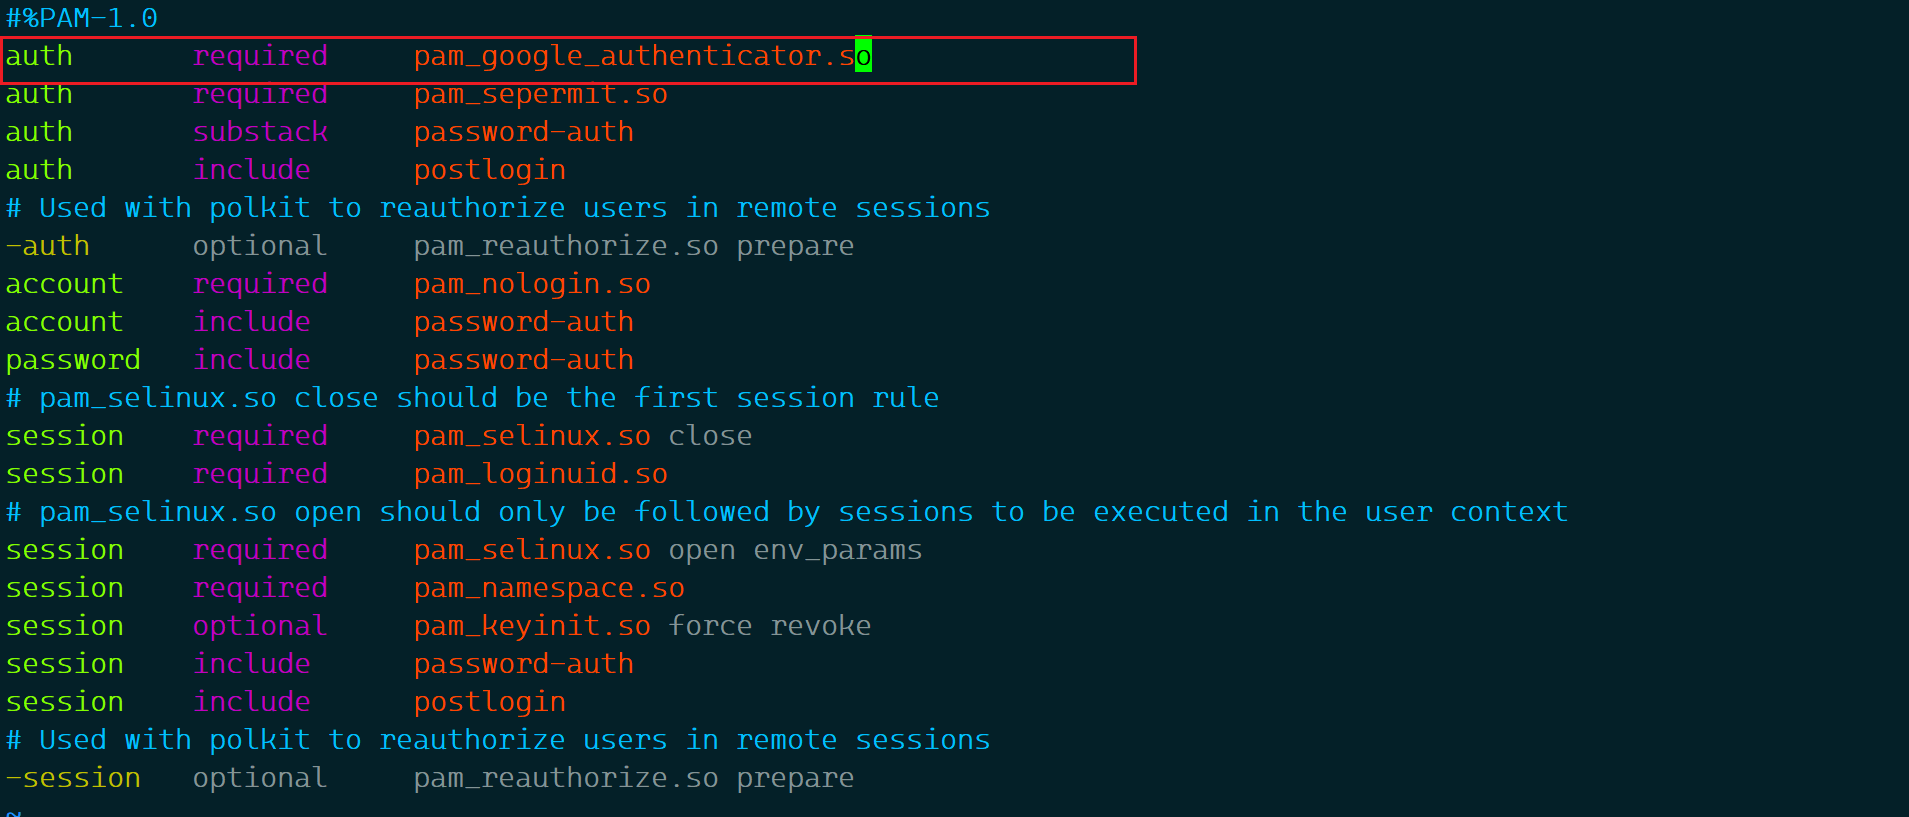 #%PAM-1.0
auth       required     pam_google_authenticator.so
auth       required     pam_sepermit.so
auth       substack     password-auth
auth       include      postlogin
# Used with polkit to reauthorize users in remote sessions
-auth      optional     pam_reauthorize.so prepare
account    required     pam_nologin.so
account    include      password-auth
password   include      password-auth
# pam_selinux.so close should be the first session rule
session    required     pam_selinux.so close
session    required     pam_loginuid.so
# pam_selinux.so open should only be followed by sessions to be executed in the user context
session    required     pam_selinux.so open env_params
session    required     pam_namespace.so
session    optional     pam_keyinit.so force revoke
session    include      password-auth
session    include      postlogin
# Used with polkit to reauthorize users in remote sessions
-session   optional     pam_reauthorize.so prepare
~